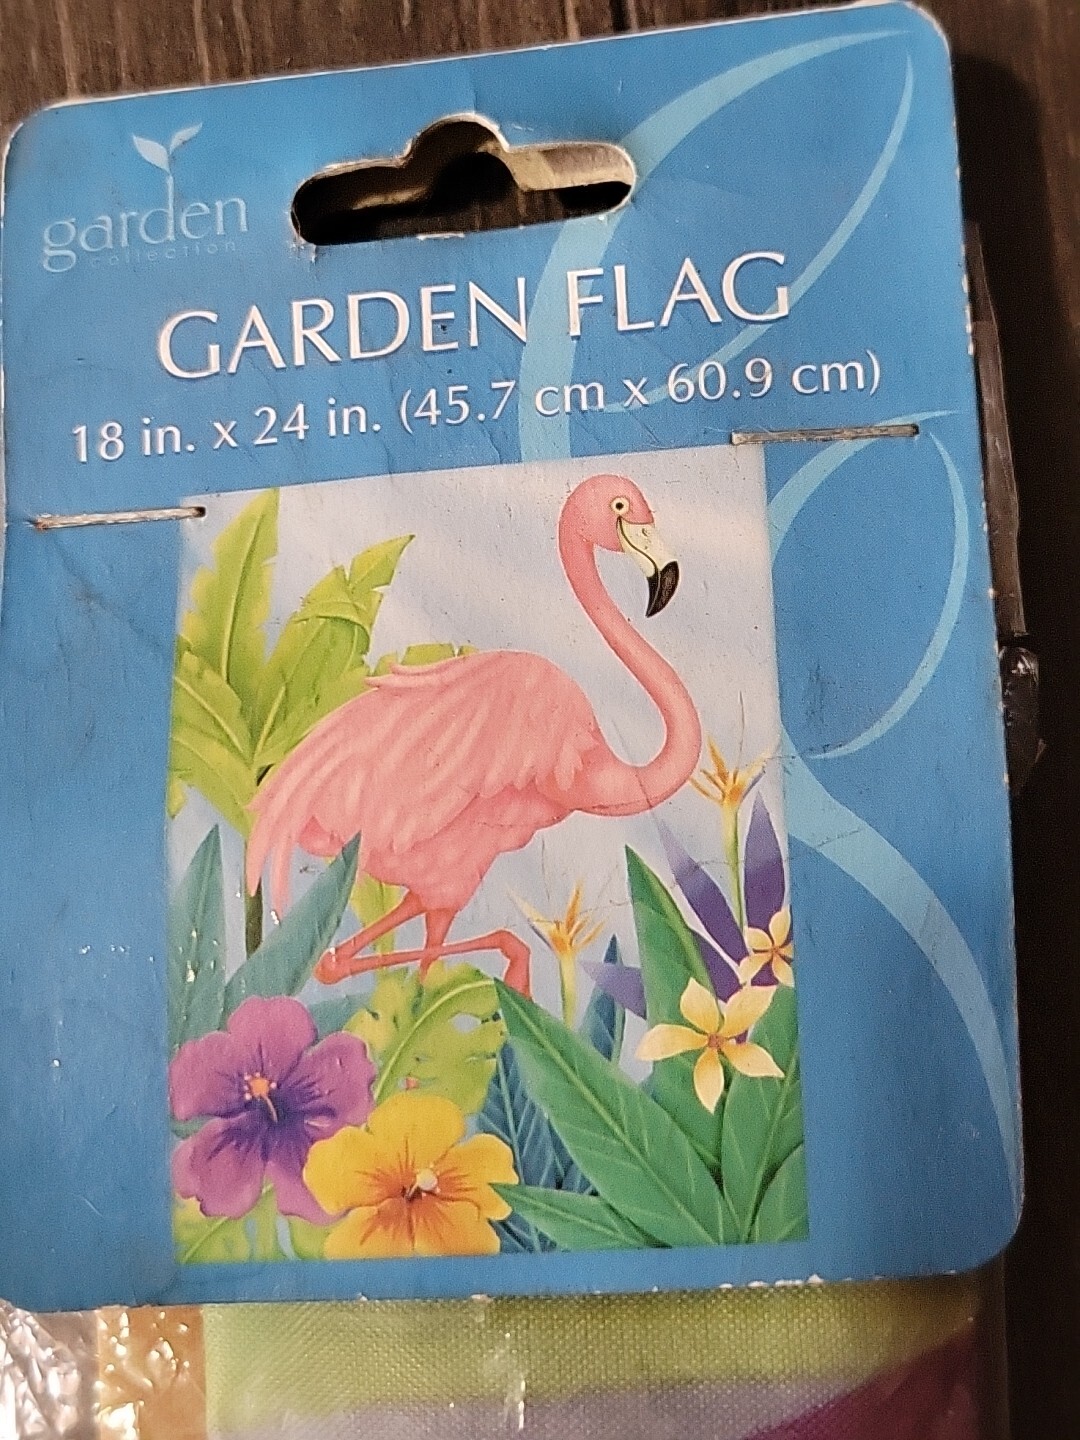 garden
collection
GARDEN FLAG
18 in. x 24 in. (45.7 cm x 60.9 cm)